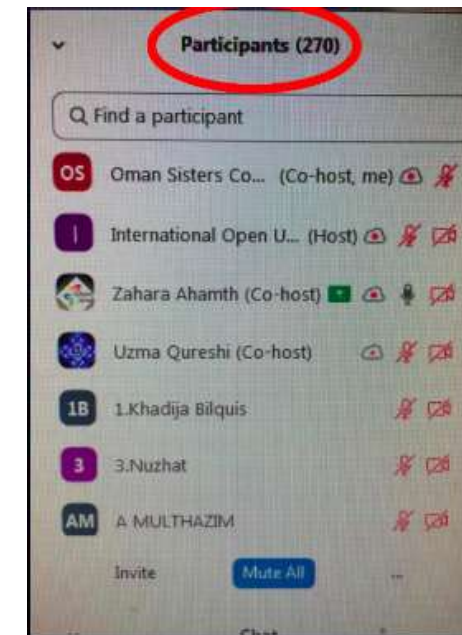 Participants (270)
Find a participant
OS Oman Sisters Co... (Co-host, me)
I International Open U... (Host)
Zahara Ahamth (Co-host)
Uzma Qureshi (Co-host)
1B 1.Khadija Bilquis
3 3.Nuzhat
AM A MULTHAZIM
Invite Mute All ...
Chat